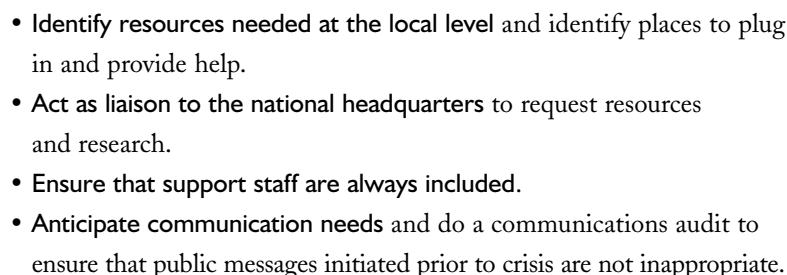 • Identify resources needed at the local level and identify places to plug
in and provide help.
• Act as liaison to the national headquarters to request resources
and research.
• Ensure that support staff are always included.
• Anticipate communication needs and do a communications audit to
ensure that public messages initiated prior to crisis are not inappropriate.